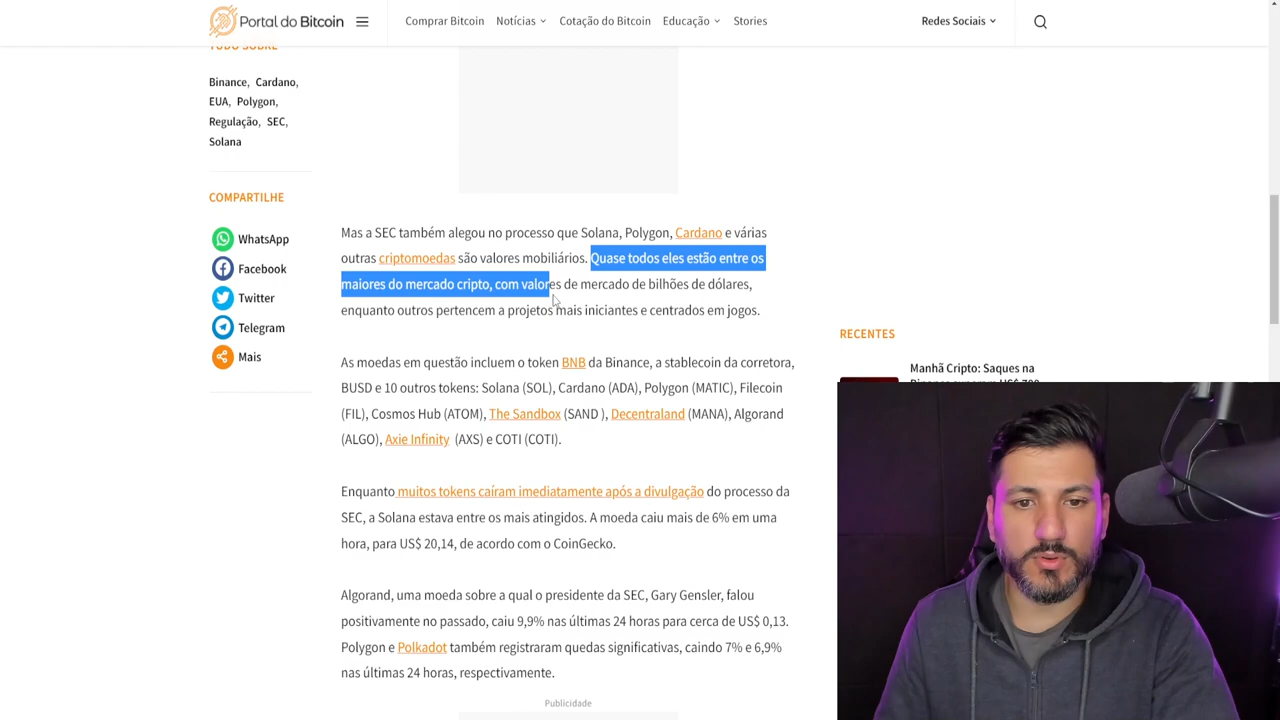 Portal do Bitcoin
Comprar Bitcoin
Notícias
Cotação do Bitcoin
Educação
Stories
Redes Sociais
TUDO SOBRE
Binance, Cardano,
EUA, Polygon,
Regulação, SEC,
Solana
COMPARTILHE
WhatsApp
Facebook
Twitter
Telegram
Mais
Mas a SEC também alegou no processo que Solana, Polygon, Cardano e várias
outras criptomoedas são valores mobiliários. Quase todos eles estão entre os
maiores do mercado cripto, com valores de mercado de bilhões de dólares,
enquanto outros pertencem a projetos mais iniciantes e centrados em jogos.
As moedas em questão incluem o token BNB da Binance, a stablecoin da corretora,
BUSD e 10 outros tokens: Solana (SOL), Cardano (ADA), Polygon (MATIC), Filecoin
(FIL), Cosmos Hub (ATOM), The Sandbox (SAND ), Decentraland (MANA), Algorand
(ALGO), Axie Infinity (AXS) e COTI (COTI).
Enquanto muitos tokens caíram imediatamente após a divulgação do processo da
SEC, a Solana estava entre os mais atingidos. A moeda caiu mais de 6% em uma
hora, para US$ 20,14, de acordo com o CoinGecko.
Algorand, uma moeda sobre a qual o presidente da SEC, Gary Gensler, falou
positivamente no passado, caiu 9,9% nas últimas 24 horas para cerca de US$ 0,13.
Polygon e Polkadot também registraram quedas significativas, caindo 7% e 6,9%
nas últimas 24 horas, respectivamente.
Publicidade
RECENTES
Manhã Cripto: Saques na